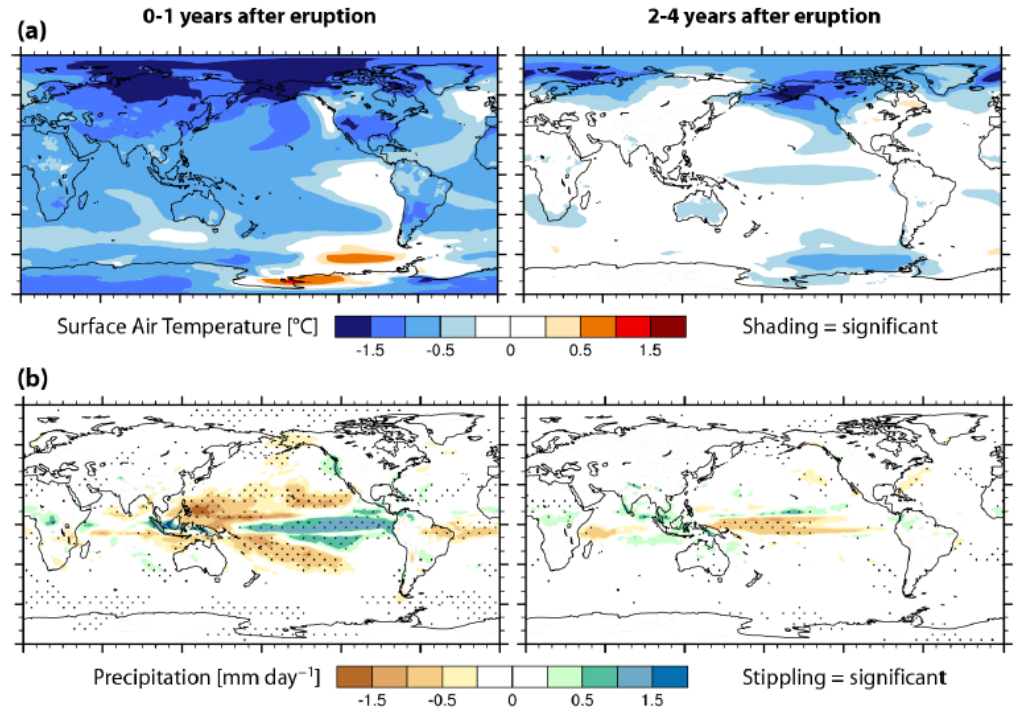 0-1 years after eruption
2-4 years after eruption
(a)
Surface Air Temperature [°C]
-1.5 -0.5 0 0.5 1.5
Shading = significant
(b)
Precipitation [mm day⁻¹]
-1.5 -0.5 0 0.5 1.5
Stippling = significant